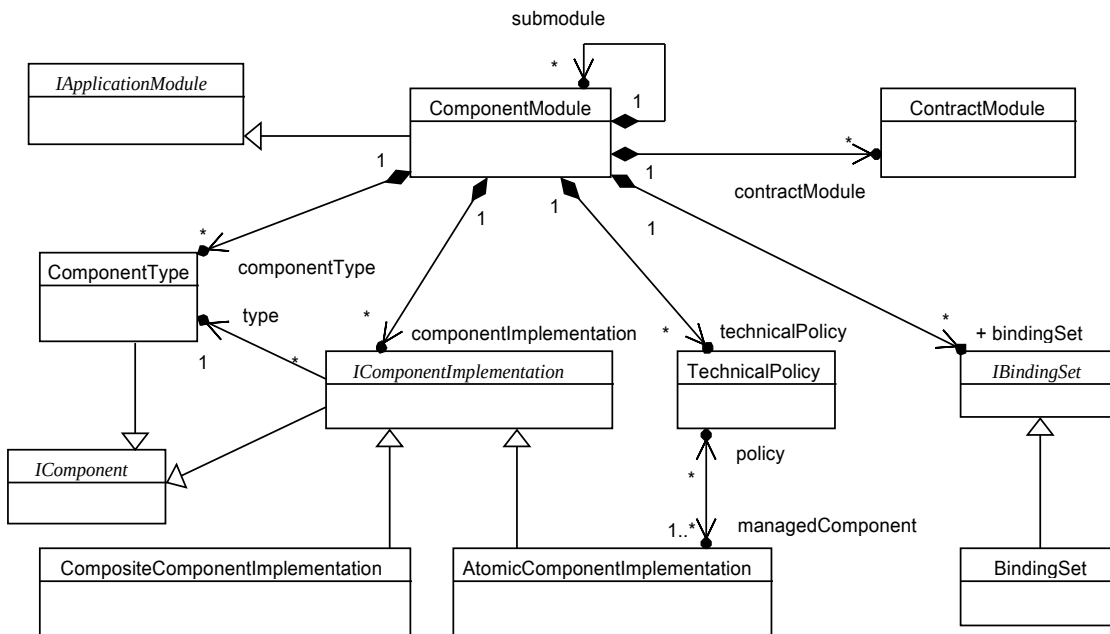 submodule
*
IApplicationModule
ComponentModule
1
ContractModule
*
1
1
contractModule
1
1
1
*
componentType
ComponentType
type
*
componentImplementation
*
technicalPolicy
*
+ bindingSet
1
*
IComponentImplementation
TechnicalPolicy
IBindingSet
policy
IComponent
*
1..*
managedComponent
CompositeComponentImplementation
AtomicComponentImplementation
BindingSet